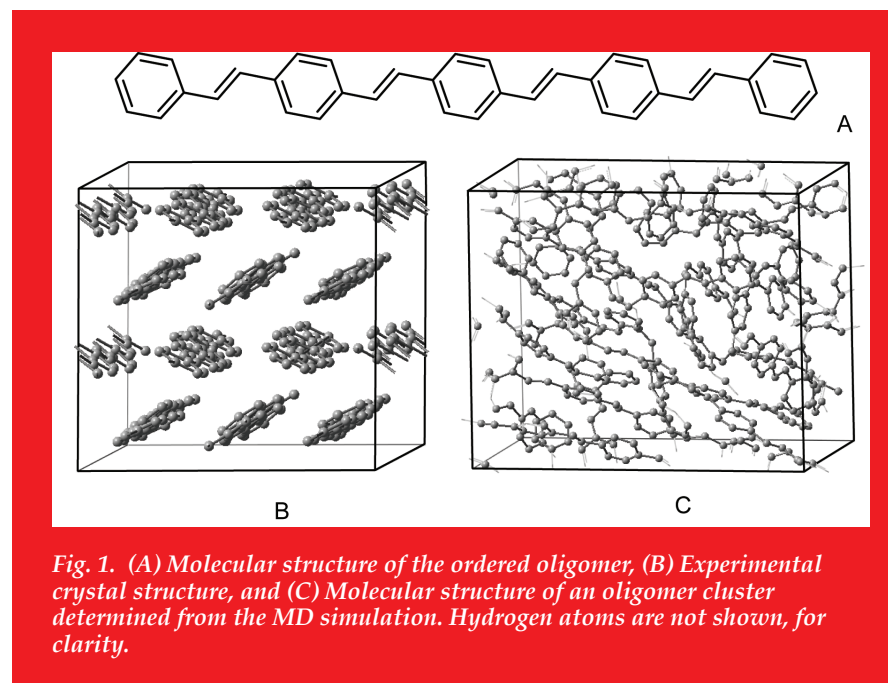 A
B
C
Fig. 1. (A) Molecular structure of the ordered oligomer, (B) Experimental
crystal structure, and (C) Molecular structure of an oligomer cluster
determined from the MD simulation. Hydrogen atoms are not shown, for
clarity.